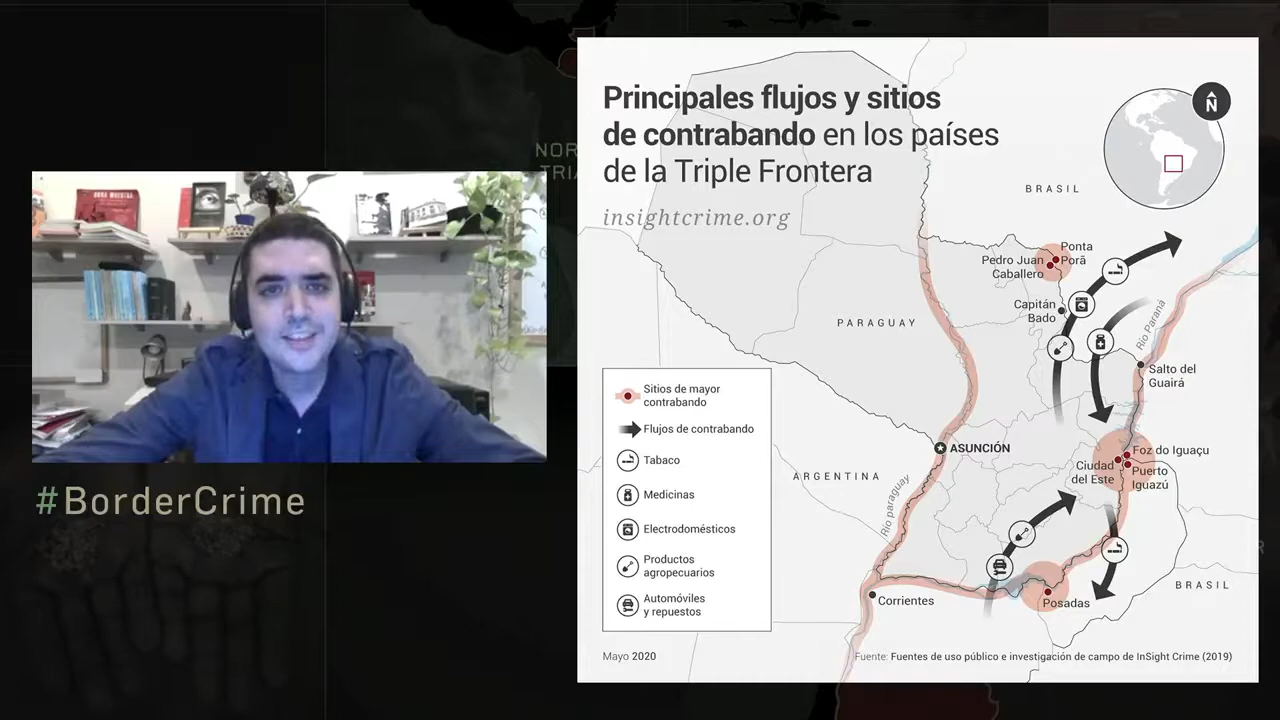 NOR
TRI
#BorderCrime
Principales flujos y sitios
de contrabando en los países
de la Triple Frontera
insightcrime.org
N
BRASIL
Ponta
Porã
Pedro Juan
Caballero
Capitán
Bado
PARAGUAY
Río Paraná
Salto del
Guairá
Sitios de mayor
contrabando
Flujos de contrabando
Tabaco
Medicinas
Electrodomésticos
Productos
agropecuarios
Automóviles
y repuestos
ASUNCIÓN
ARGENTINA
Río paraguay
Foz do Iguaçu
Ciudad
del Este
Puerto
Iguazú
Corrientes
Posadas
BRASIL
Mayo 2020
Fuente: Fuentes de uso público e investigación de campo de InSight Crime (2019)